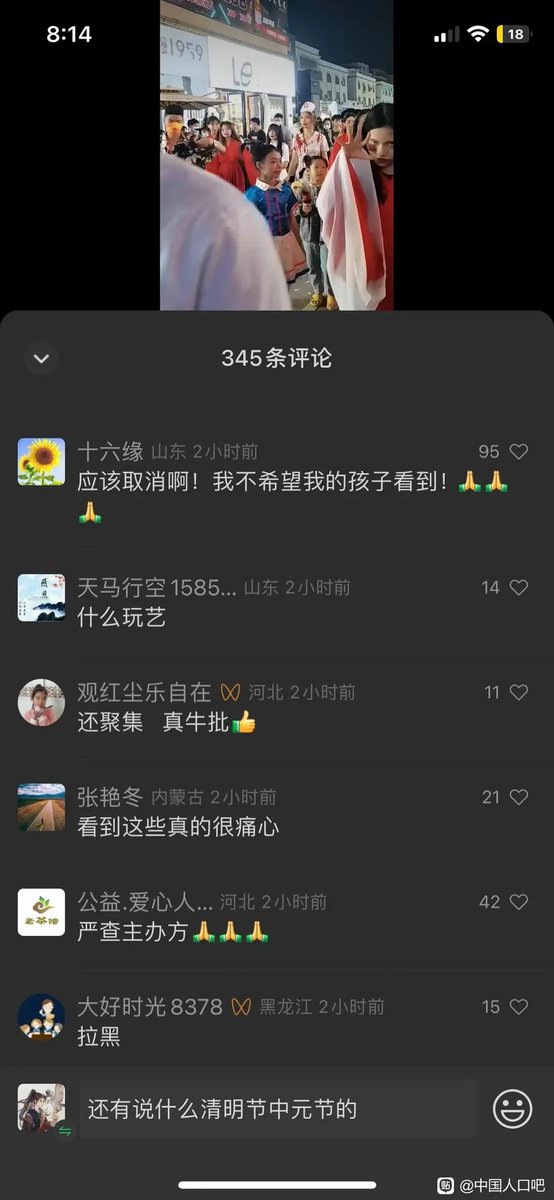 8:14
18
1979
Le
345条评论
十六缘 山东 2小时前
95
应该取消啊！我不希望我的孩子看到！🙏🙏
🙏
天马行空1585... 山东 2小时前
14
什么玩艺
观红尘乐自在 河北 2小时前
11
还聚集 真牛批👍
张艳冬 内蒙古 2小时前
21
看到这些真的很痛心
公益.爱心人... 河北 2小时前
42
严查主办方🙏🙏🙏
大好时光8378 黑龙江 2小时前
15
拉黑
还有说什么清明节中元节的
贴 @中国人口吧